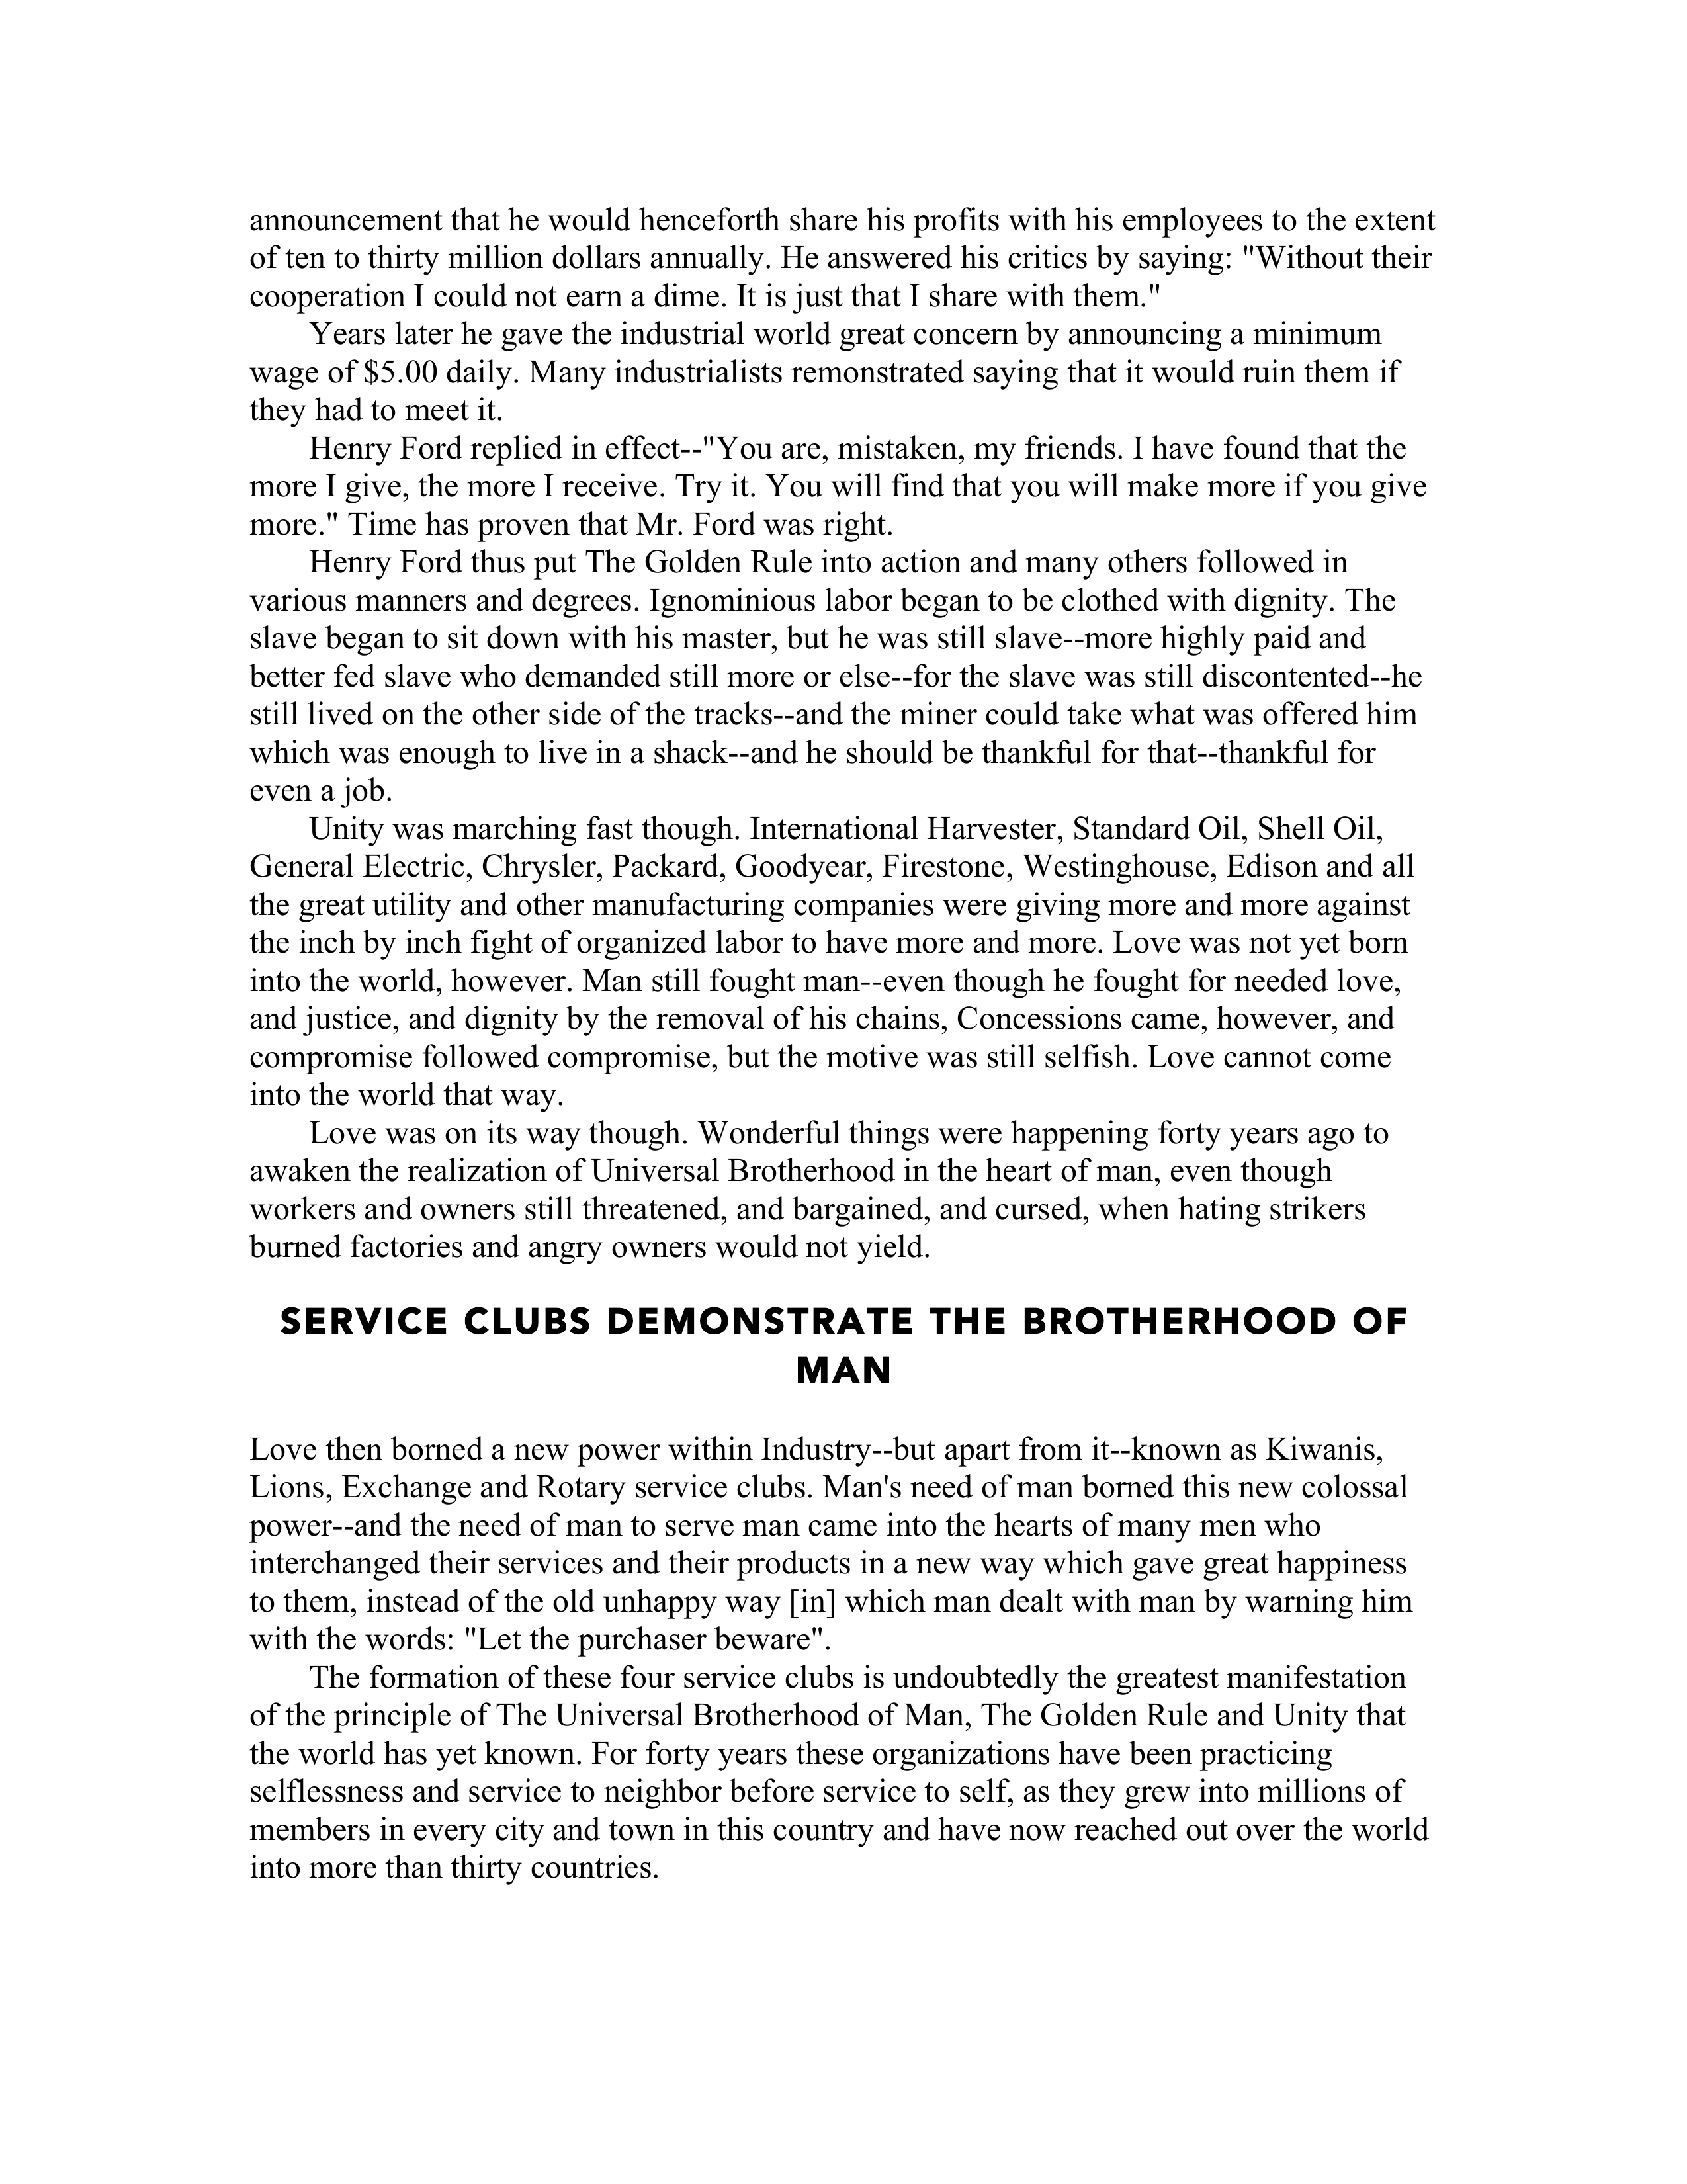 announcement that he would henceforth share his profits with his employees to the extent
of ten to thirty million dollars annually. He answered his critics by saying: "Without their
cooperation I could not earn a dime. It is just that I share with them."
Years later he gave the industrial world great concern by announcing a minimum
wage of $5.00 daily. Many industrialists remonstrated saying that it would ruin them if
they had to meet it.
Henry Ford replied in effect--"You are, mistaken, my friends. I have found that the
more I give, the more I receive. Try it. You will find that you will make more if you give
more." Time has proven that Mr. Ford was right.
Henry Ford thus put The Golden Rule into action and many others followed in
various manners and degrees. Ignominious labor began to be clothed with dignity. The
slave began to sit down with his master, but he was still slave--more highly paid and
better fed slave who demanded still more or else--for the slave was still discontented--he
still lived on the other side of the tracks--and the miner could take what was offered him
which was enough to live in a shack--and he should be thankful for that--thankful for
even a job.
Unity was marching fast though. International Harvester, Standard Oil, Shell Oil,
General Electric, Chrysler, Packard, Goodyear, Firestone, Westinghouse, Edison and all
the great utility and other manufacturing companies were giving more and more against
the inch by inch fight of organized labor to have more and more. Love was not yet born
into the world, however. Man still fought man--even though he fought for needed love,
and justice, and dignity by the removal of his chains, Concessions came, however, and
compromise followed compromise, but the motive was still selfish. Love cannot come
into the world that way.
Love was on its way though. Wonderful things were happening forty years ago to
awaken the realization of Universal Brotherhood in the heart of man, even though
workers and owners still threatened, and bargained, and cursed, when hating strikers
burned factories and angry owners would not yield.
SERVICE CLUBS DEMONSTRATE THE BROTHERHOOD OF
MAN
Love then borned a new power within Industry--but apart from it--known as Kiwanis,
Lions, Exchange and Rotary service clubs. Man's need of man borned this new colossal
power--and the need of man to serve man came into the hearts of many men who
interchanged their services and their products in a new way which gave great happiness
to them, instead of the old unhappy way [in] which man dealt with man by warning him
with the words: "Let the purchaser beware".
The formation of these four service clubs is undoubtedly the greatest manifestation
of the principle of The Universal Brotherhood of Man, The Golden Rule and Unity that
the world has yet known. For forty years these organizations have been practicing
selflessness and service to neighbor before service to self, as they grew into millions of
members in every city and town in this country and have now reached out over the world
into more than thirty countries.